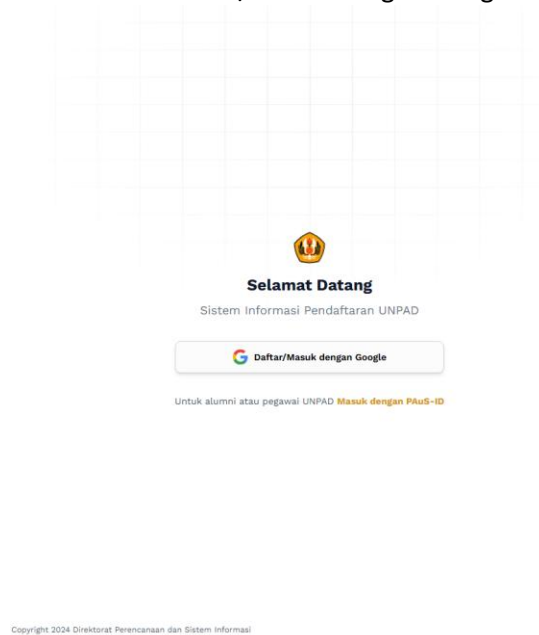 Selamat Datang
Sistem Informasi Pendaftaran UNPAD
Daftar/Masuk dengan Google
Untuk alumni atau pegawai UNPAD Masuk dengan PAuS-ID
Copyright 2024 Direktorat Perencanaan dan Sistem Informasi